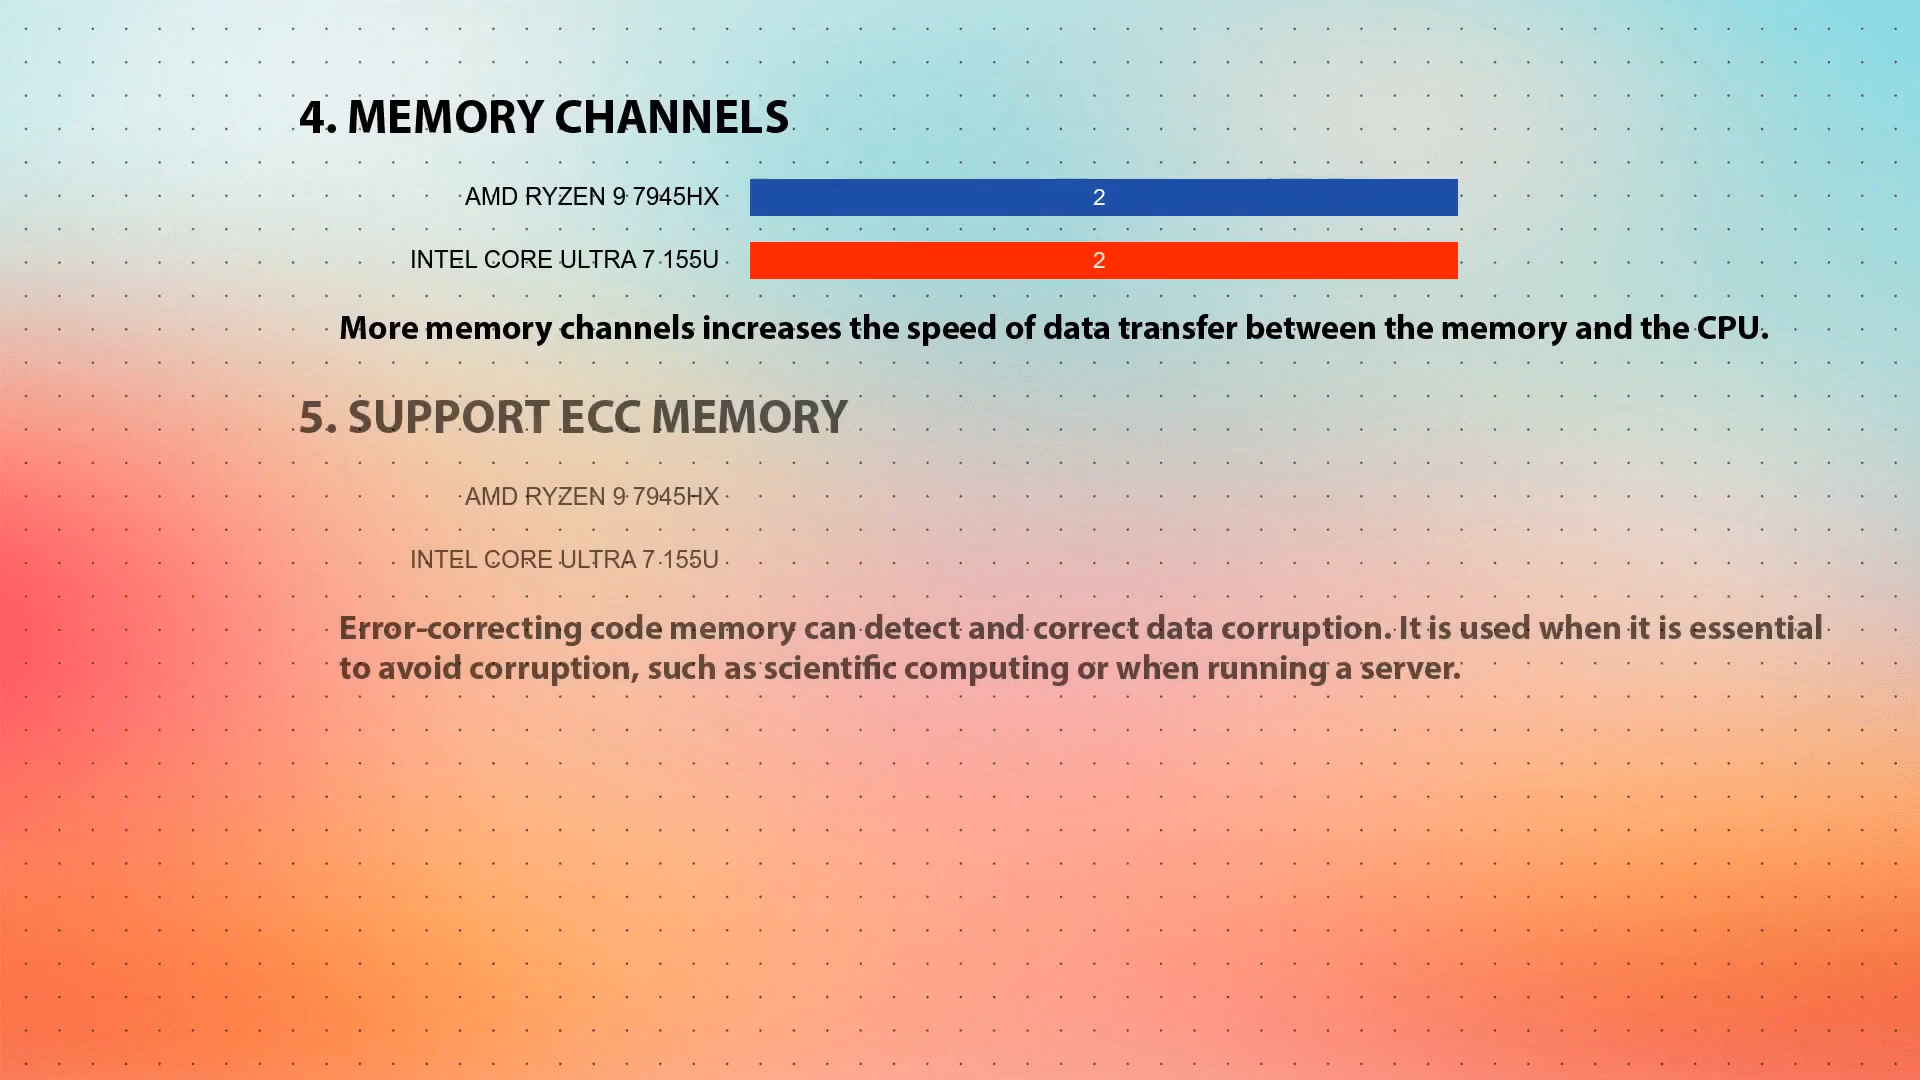 4. MEMORY CHANNELS
AMD RYZEN 9 7945HX
2
INTEL CORE ULTRA 7 155U
2
More memory channels increases the speed of data transfer between the memory and the CPU.
5. SUPPORT ECC MEMORY
AMD RYZEN 9 7945HX
INTEL CORE ULTRA 7 155U
Error-correcting code memory can detect and correct data corruption. It is used when it is essential
to avoid corruption, such as scientific computing or when running a server.